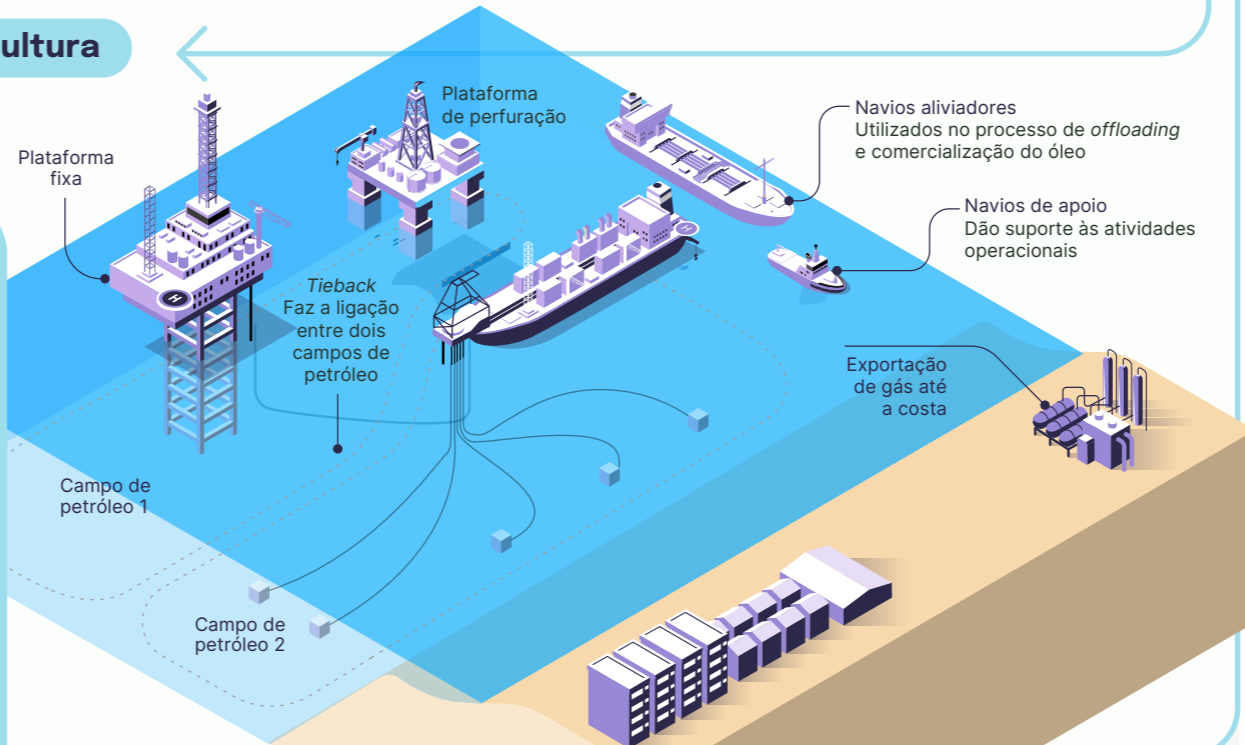 ultura
Plataforma
de perfuração
Plataforma
fixa
Navios aliviadores
Utilizados no processo de offloading
e comercialização do óleo
Navios de apoio
Dão suporte às atividades
operacionais
Tieback
Faz a ligação
entre dois
campos de
petróleo
Exportação
de gás até
a costa
Campo de
petróleo 1
Campo de
petróleo 2
H
H